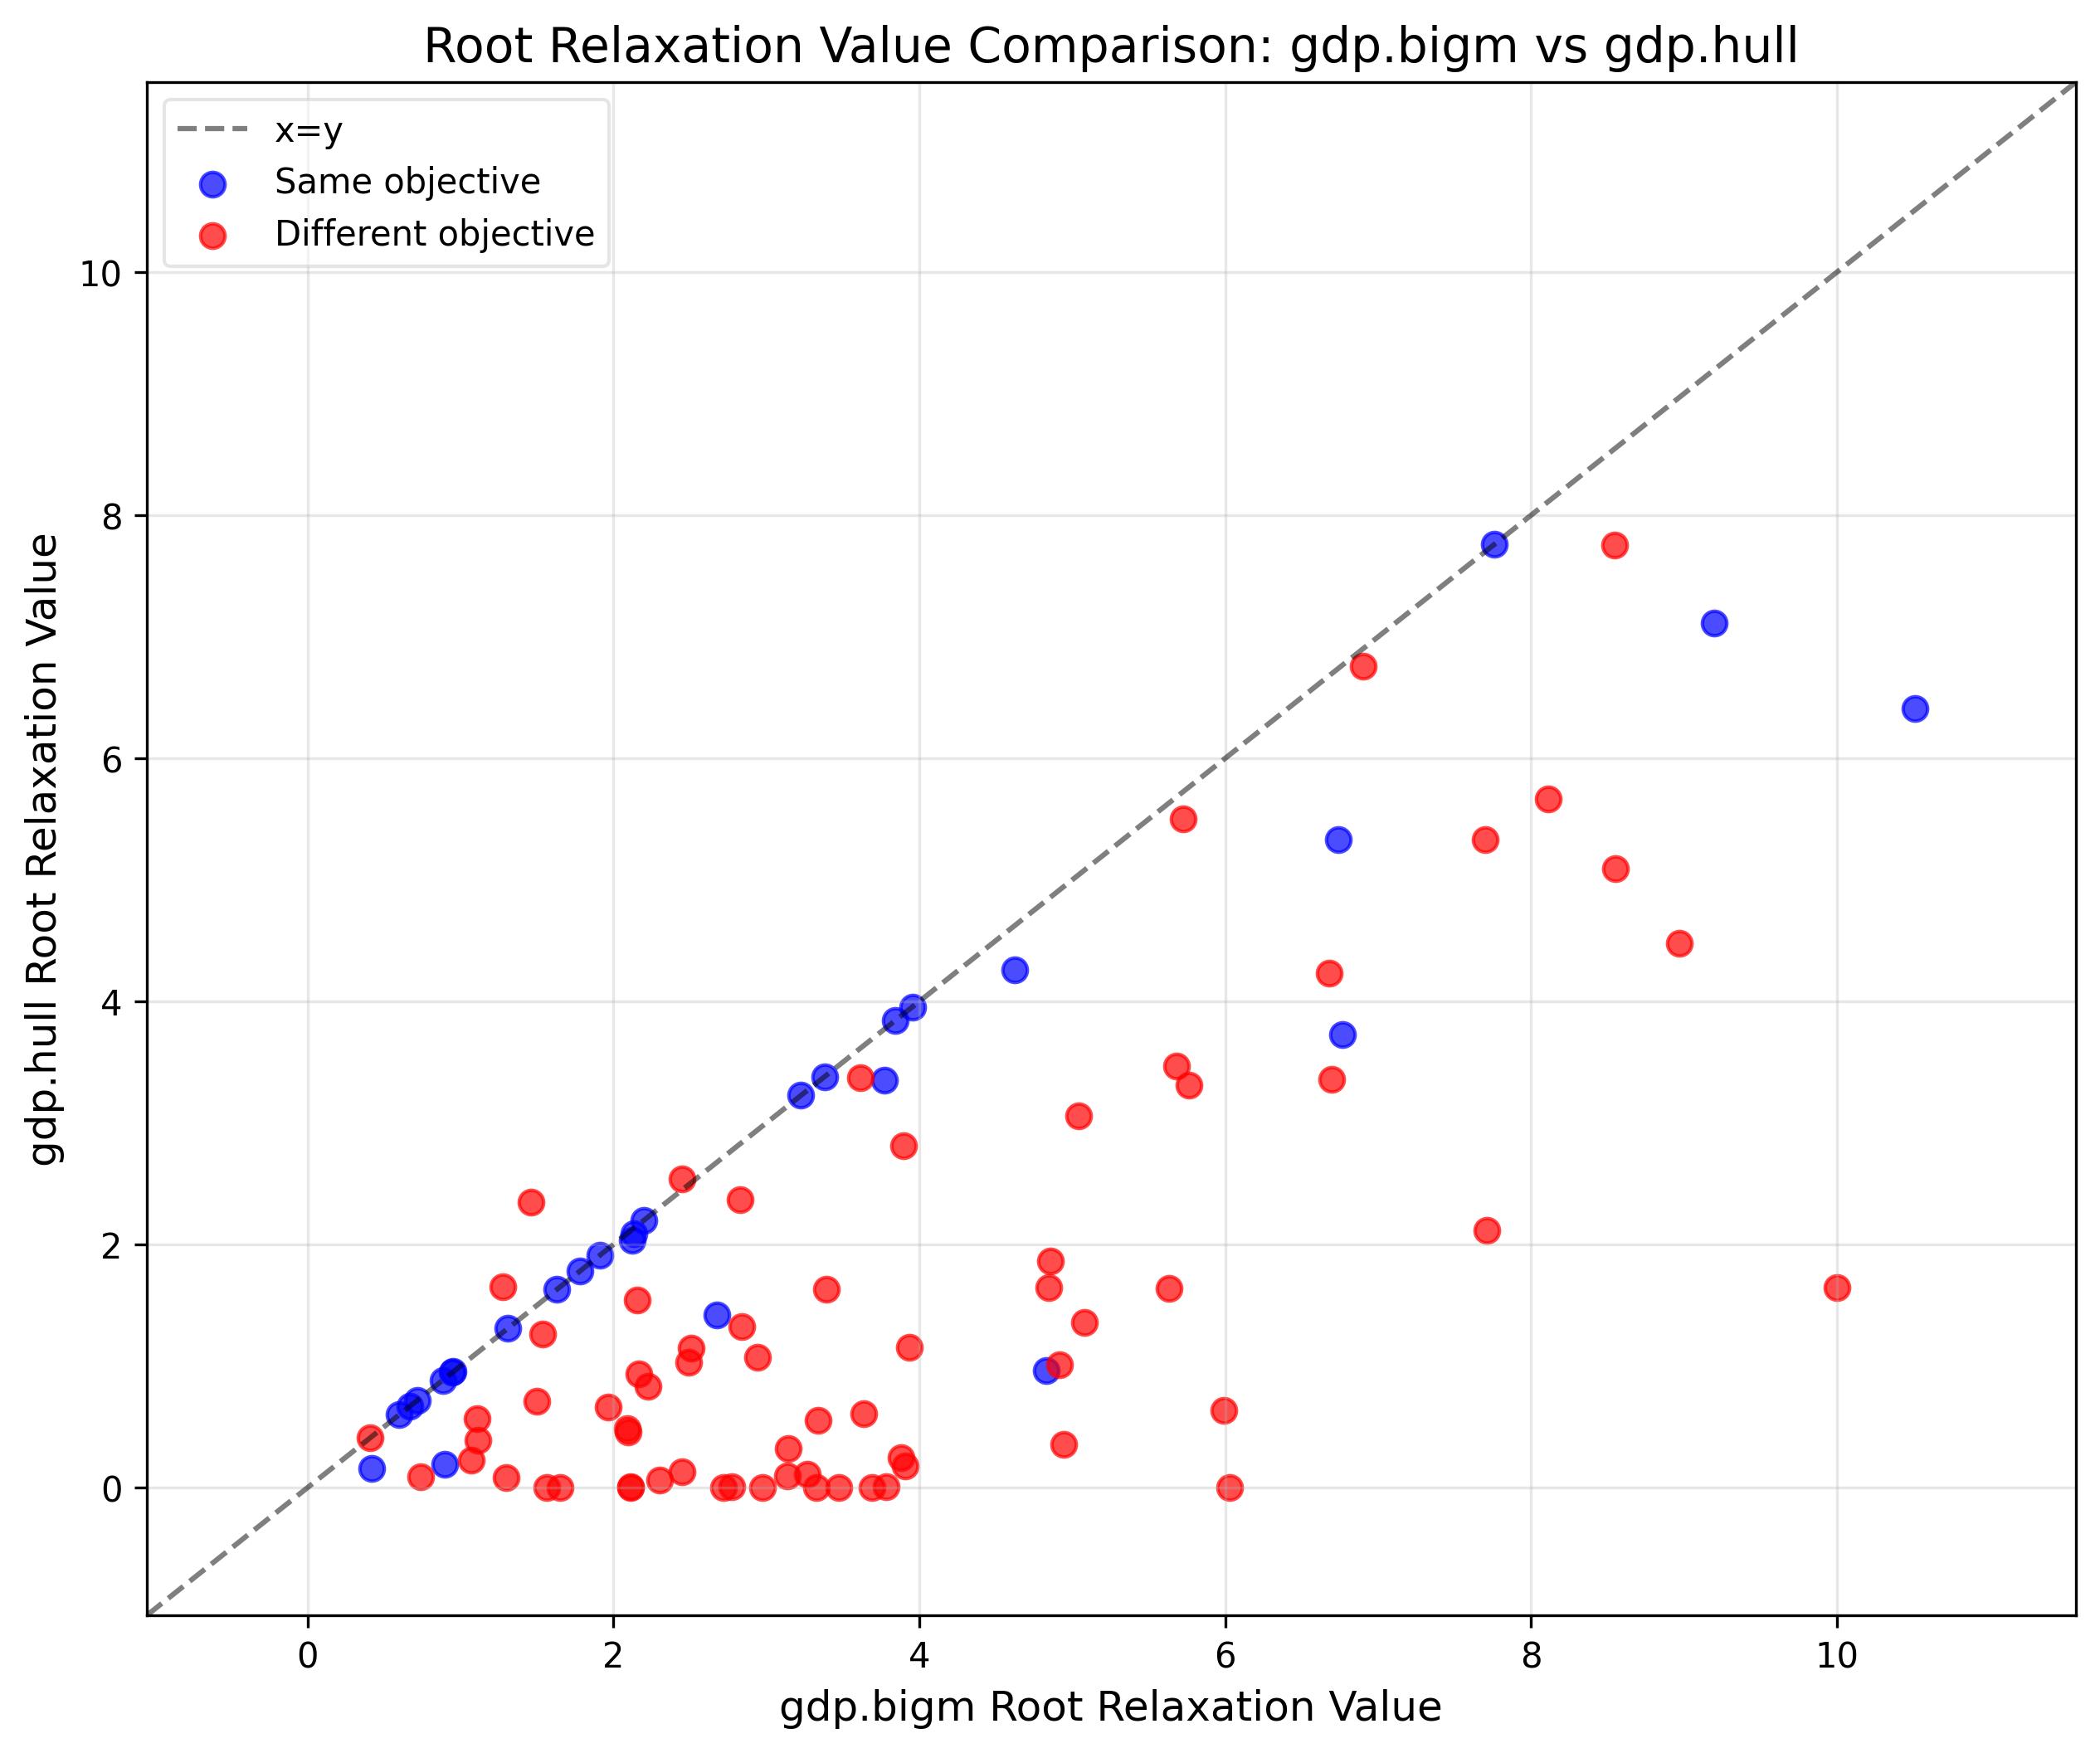 Root Relaxation Value Comparison: gdp.bigm vs gdp.hull
x=y
Same objective
Different objective
gdp.hull Root Relaxation Value
10
8
6
4
2
0
0 2 4 6 8 10
gdp.bigm Root Relaxation Value